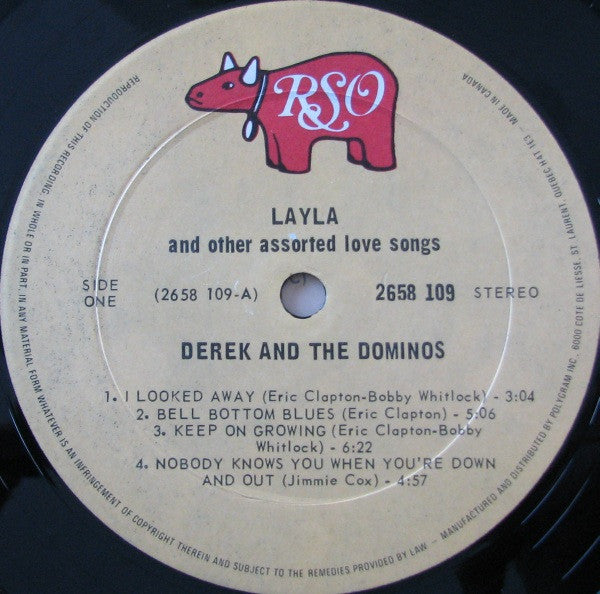 RSO
LAYLA
and other assorted love songs
SIDE
ONE
(2658 109-A)
2658 109
STEREO
DEREK AND THE DOMINOS
1. I LOOKED AWAY (Eric Clapton-Bobby Whitlock) - 3:04
2. BELL BOTTOM BLUES (Eric Clapton) - 5:06
3. KEEP ON GROWING (Eric Clapton-Bobby
Whitlock) - 6:22
4. NOBODY KNOWS YOU WHEN YOU'RE DOWN
AND OUT (Jimmie Cox) - 4:57
REPRODUCTION OF THIS RECORDING, IN WHOLE OR IN PART, IN ANY MATERIAL FORM WHATEVER IS AN INFRINGEMENT OF COPYRIGHT THEREIN AND SUBJECT TO THE REMEDIES PROVIDED BY LAW — MANUFACTURED AND DISTRIBUTED BY POLYGRAM INC. 6000 COTE DE LIESSE, ST. LAURENT, QUEBEC H4T 1E3 MADE IN CANADA